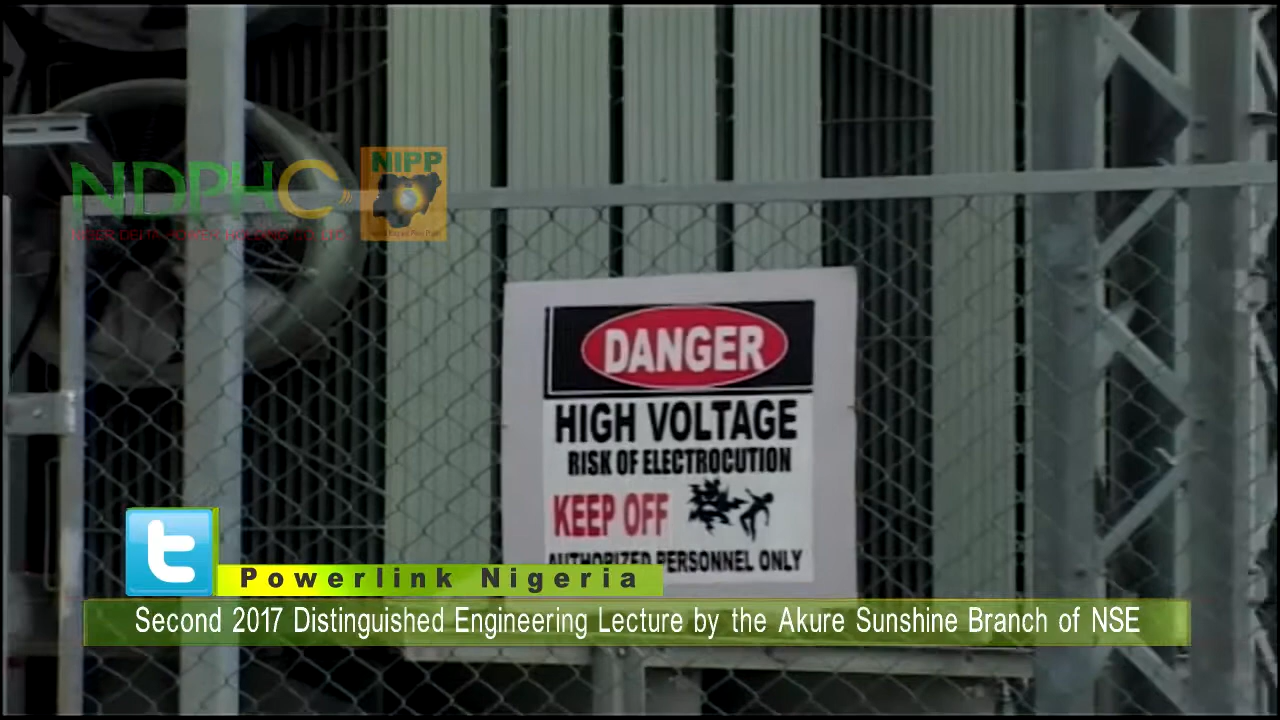 NDPHC
NIPP
DANGER
HIGH VOLTAGE
RISK OF ELECTROCUTION
KEEP OFF
AUTHORIZED PERSONNEL ONLY
Powerlink Nigeria
Second 2017 Distinguished Engineering Lecture by the Akure Sunshine Branch of NSE